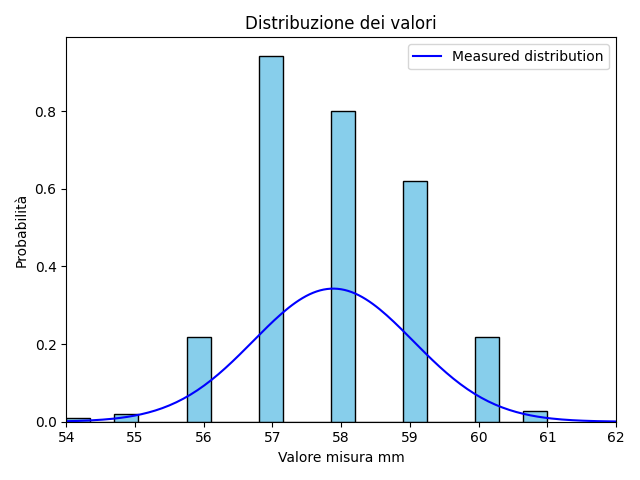 Distribuzione dei valori
Measured distribution
Probabilità
0.8
0.6
0.4
0.2
0.0
54 55 56 57 58 59 60 61 62
Valore misura mm